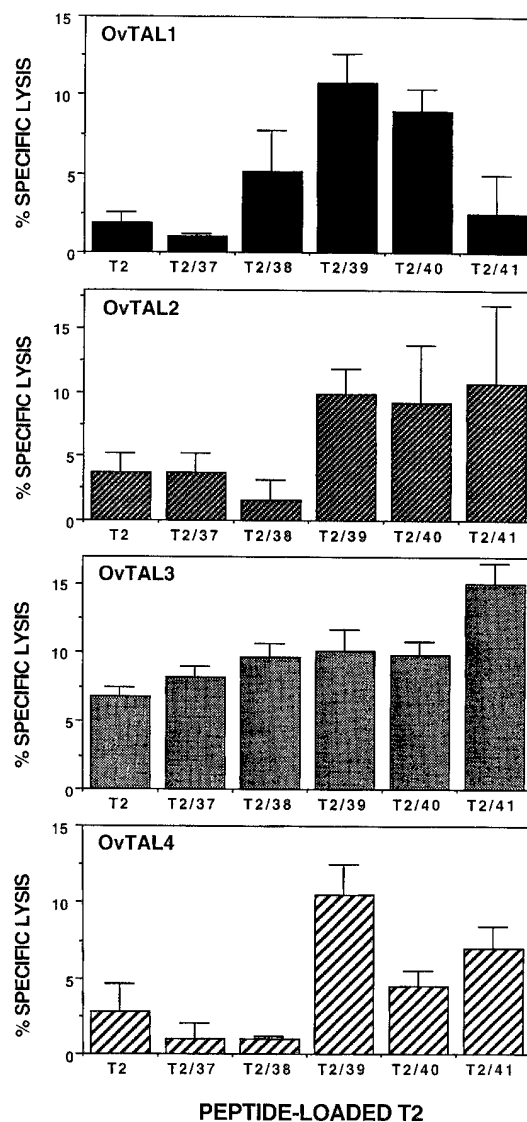 OvTAL1
% SPECIFIC LYSIS
15
10
5
0
T2 T2/37 T2/38 T2/39 T2/40 T2/41
OvTAL2
% SPECIFIC LYSIS
15
10
5
0
T2 T2/37 T2/38 T2/39 T2/40 T2/41
OvTAL3
% SPECIFIC LYSIS
15
10
5
0
T2 T2/37 T2/38 T2/39 T2/40 T2/41
OvTAL4
% SPECIFIC LYSIS
15
10
5
0
T2 T2/37 T2/38 T2/39 T2/40 T2/41
PEPTIDE-LOADED T2